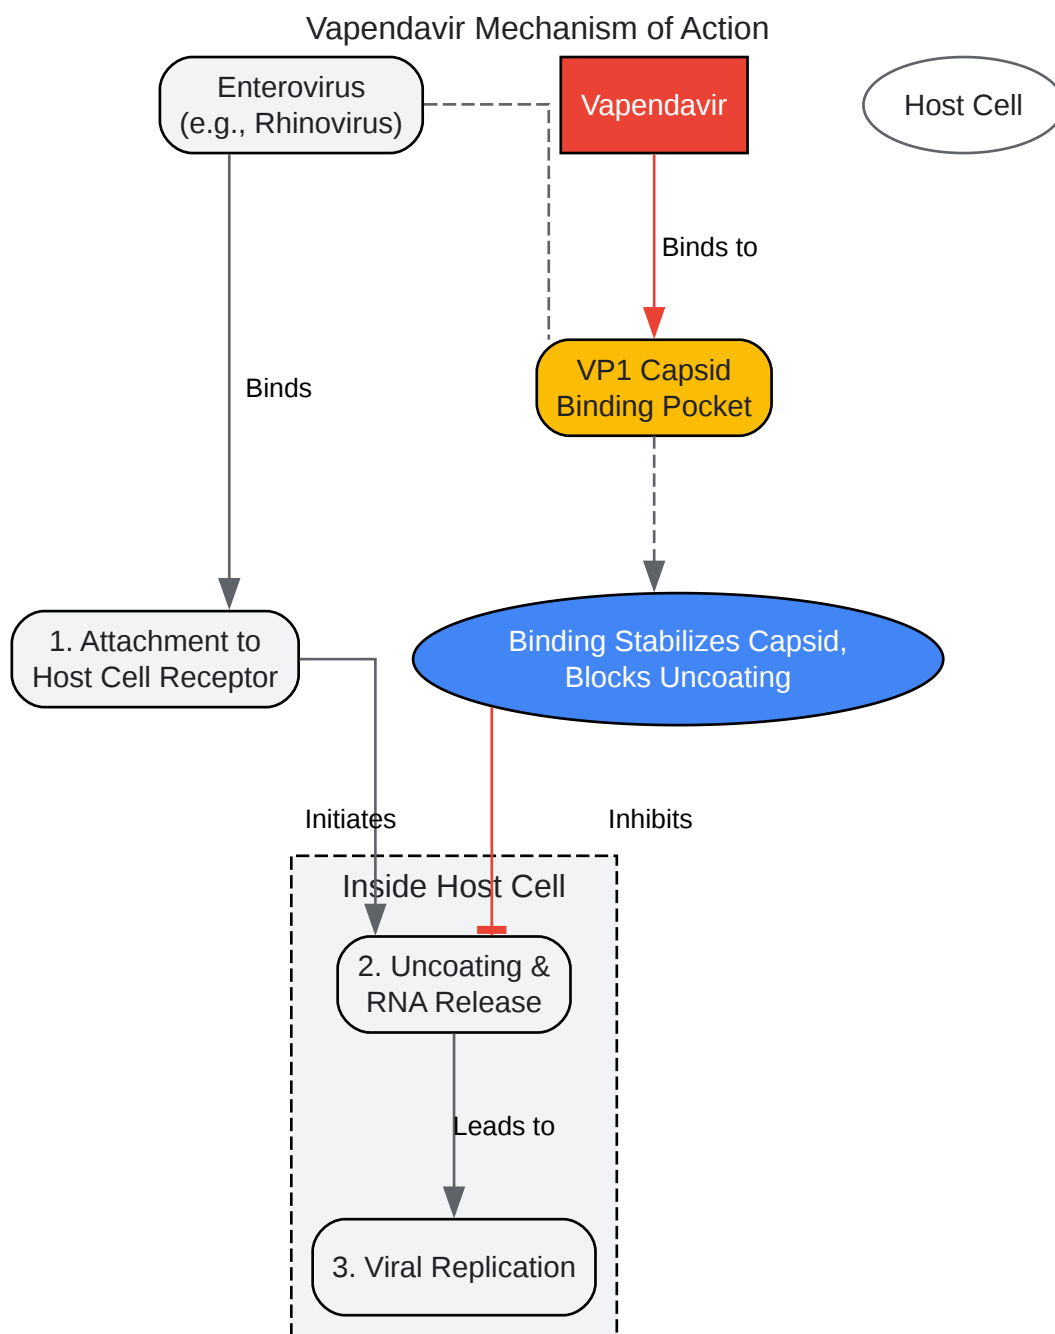 Vapendavir Mechanism of Action
Enterovirus
(e.g., Rhinovirus)
Vapendavir
Host Cell
Binds to
VP1 Capsid
Binding Pocket
Binds
1. Attachment to
Host Cell Receptor
Binding Stabilizes Capsid,
Blocks Uncoating
Initiates
Inhibits
Inside Host Cell
2. Uncoating &
RNA Release
Leads to
3. Viral Replication